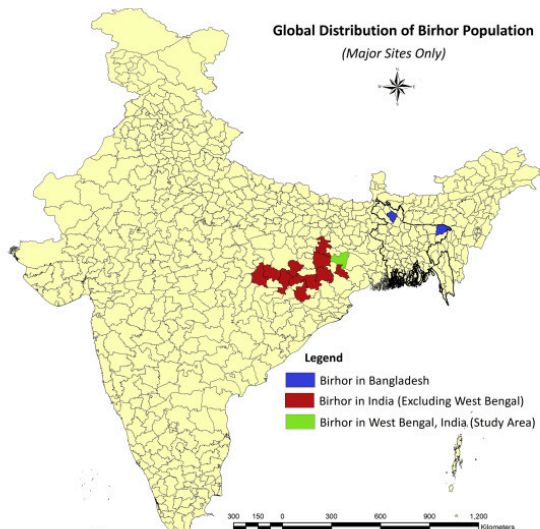 Global Distribution of Birhor Population
(Major Sites Only)
N
W
E
S
Legend
Birhor in Bangladesh
Birhor in India (Excluding West Bengal)
Birhor in West Bengal, India (Study Area)
300 150 0 300 600 900 1,200
Kilometers